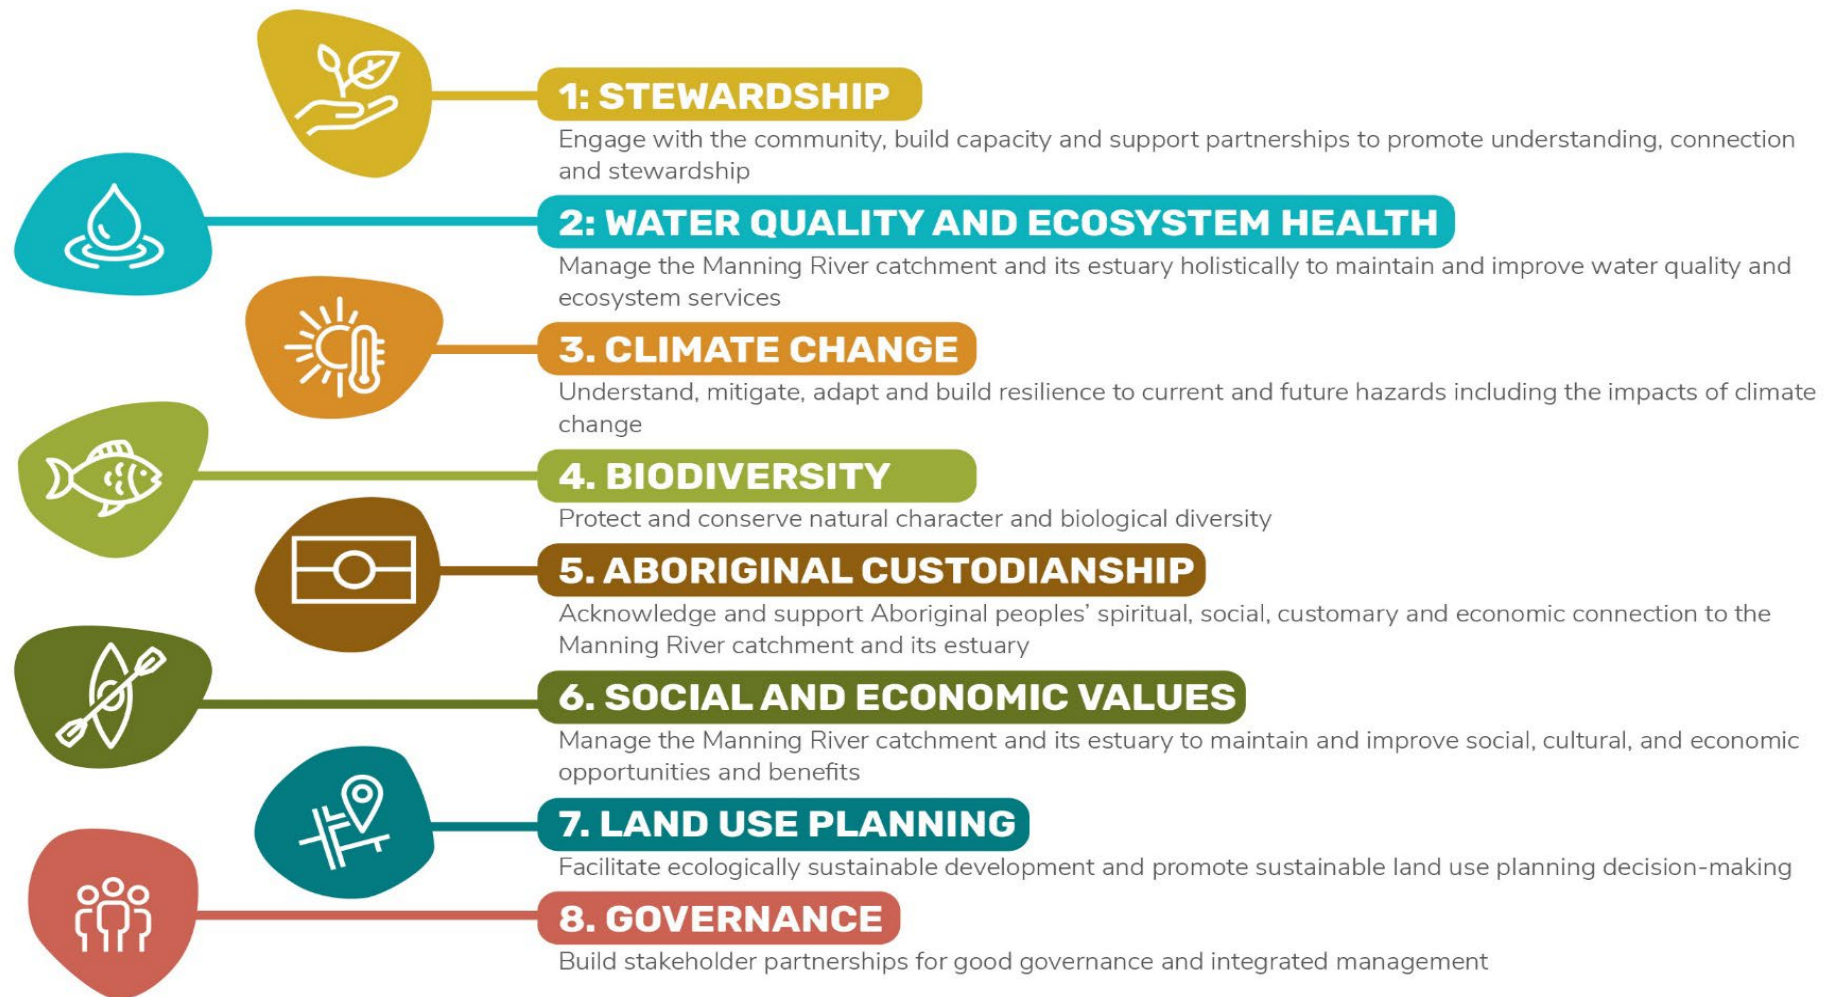 1: STEWARDSHIP
Engage with the community, build capacity and support partnerships to promote understanding, connection
and stewardship
2: WATER QUALITY AND ECOSYSTEM HEALTH
Manage the Manning River catchment and its estuary holistically to maintain and improve water quality and
ecosystem services
3. CLIMATE CHANGE
Understand, mitigate, adapt and build resilience to current and future hazards including the impacts of climate
change
4. BIODIVERSITY
Protect and conserve natural character and biological diversity
5. ABORIGINAL CUSTODIANSHIP
Acknowledge and support Aboriginal peoples’ spiritual, social, customary and economic connection to the
Manning River catchment and its estuary
6. SOCIAL AND ECONOMIC VALUES
Manage the Manning River catchment and its estuary to maintain and improve social, cultural, and economic
opportunities and benefits
7. LAND USE PLANNING
Facilitate ecologically sustainable development and promote sustainable land use planning decision-making
8. GOVERNANCE
Build stakeholder partnerships for good governance and integrated management